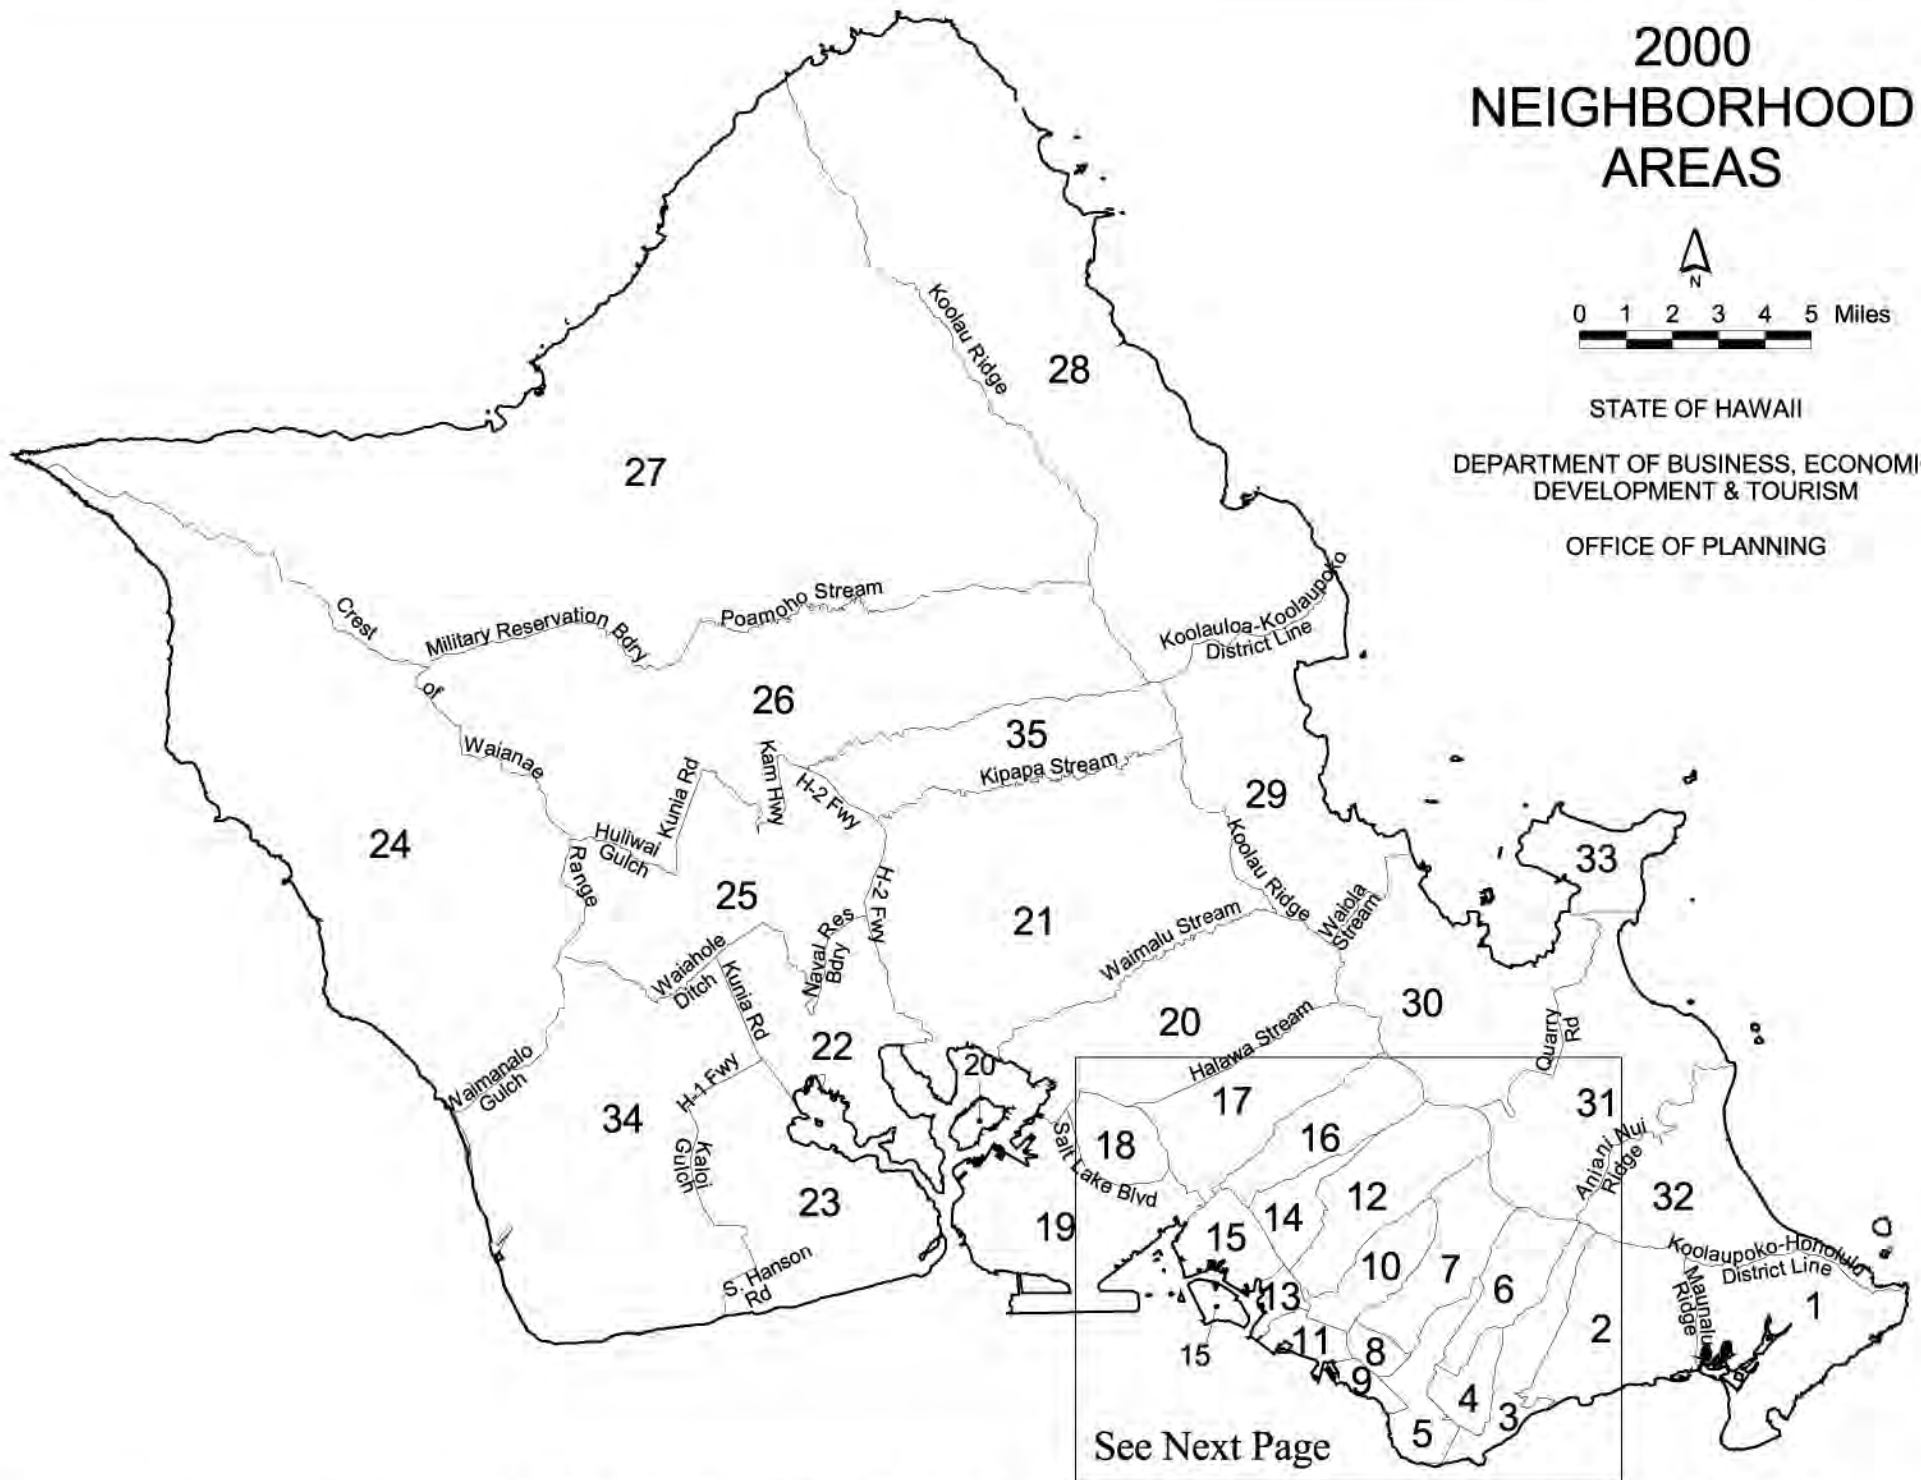 2000
NEIGHBORHOOD
AREAS
N
0 1 2 3 4 5 Miles
STATE OF HAWAII
DEPARTMENT OF BUSINESS, ECONOMI
DEVELOPMENT & TOURISM
OFFICE OF PLANNING
Koolau Ridge
28
27
Crest
of
Waianae
Range
Military Reservation Bdry
Poamoho Stream
Koolauloa-Koolaupoko
District Line
26
35
Kipapa Stream
Kam Hwy
H-2 Fwy
Kunia Rd
Huliwai
Gulch
29
24
33
25
H-2 Fwy
21
Koolau Ridge
Waiola
Stream
Waimalu Stream
Waiahole
Ditch
Naval Res
Bdry
Kunia Rd
30
20
Quarry
Rd
Halawa Stream
22
20
Waimanalo
Gulch
H-1 Fwy
34
17
31
18
16
Salt Lake Blvd
Aniani Nui
Ridge
Kaloi
Gulch
23
12
32
19
14
15
Koolaupoko-Honolulu
District Line
S. Hanson
Rd
10
7
6
13
Maunalu
Ridge
1
2
11
15
8
9
4
3
5
See Next Page